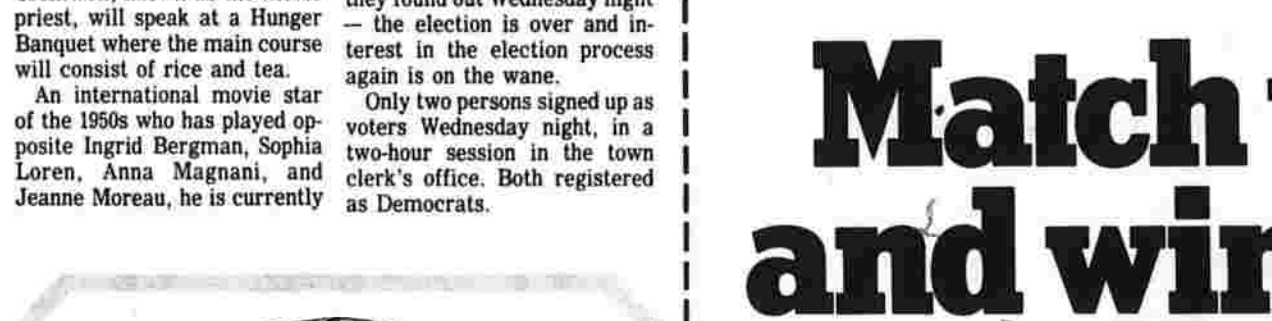 priest, will speak at a Hunger
Banquet where the main course
will consist of rice and tea.
An international movie star
of the 1950s who has played op-
posite Ingrid Bergman, Sophia
Loren, Anna Magnani, and
Jeanne Moreau, he is currently
they found out Wednesday night
— the election is over and in-
terest in the election process
again is on the wane.
Only two persons signed up as
voters Wednesday night, in a
two-hour session in the town
clerk's office. Both registered
as Democrats.
Match
and win